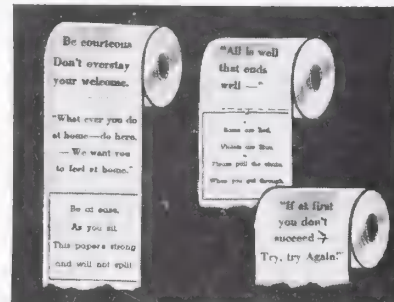 Be courteous
Don't overstay
your welcome.
"What ever you do
at home—do here.
— We want you
to feel at home."
Be at ease,
As you sit
This papers strong
and will not split
"All is well
that ends
well —"
Roses are Red,
Violets are Blue,
Please pull the chain,
When you get through.
"If at first
you don't
succeed →
Try, try Again."